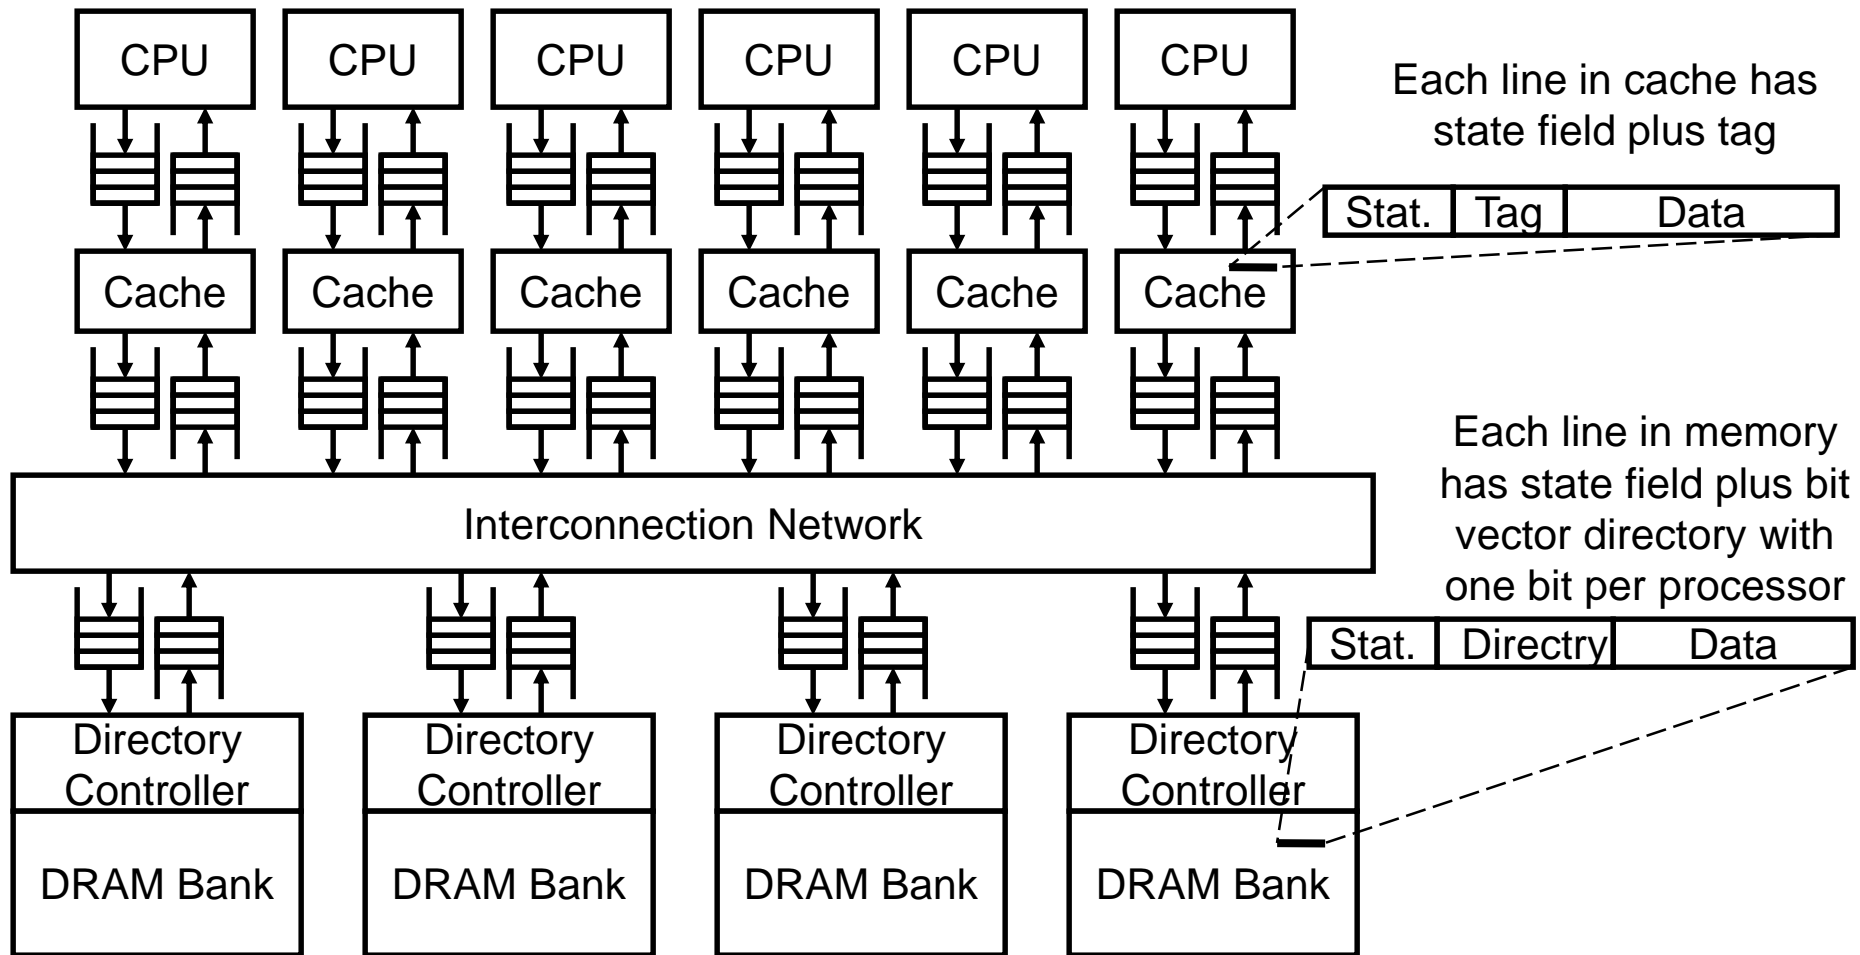 CPU CPU CPU CPU CPU CPU
Each line in cache has
state field plus tag
Stat. Tag Data
Cache Cache Cache Cache Cache Cache
Each line in memory
has state field plus bit
vector directory with
one bit per processor
Interconnection Network
Stat. Directry Data
Directory Directory Directory Directory
Controller Controller Controller Controller
DRAM Bank DRAM Bank DRAM Bank DRAM Bank